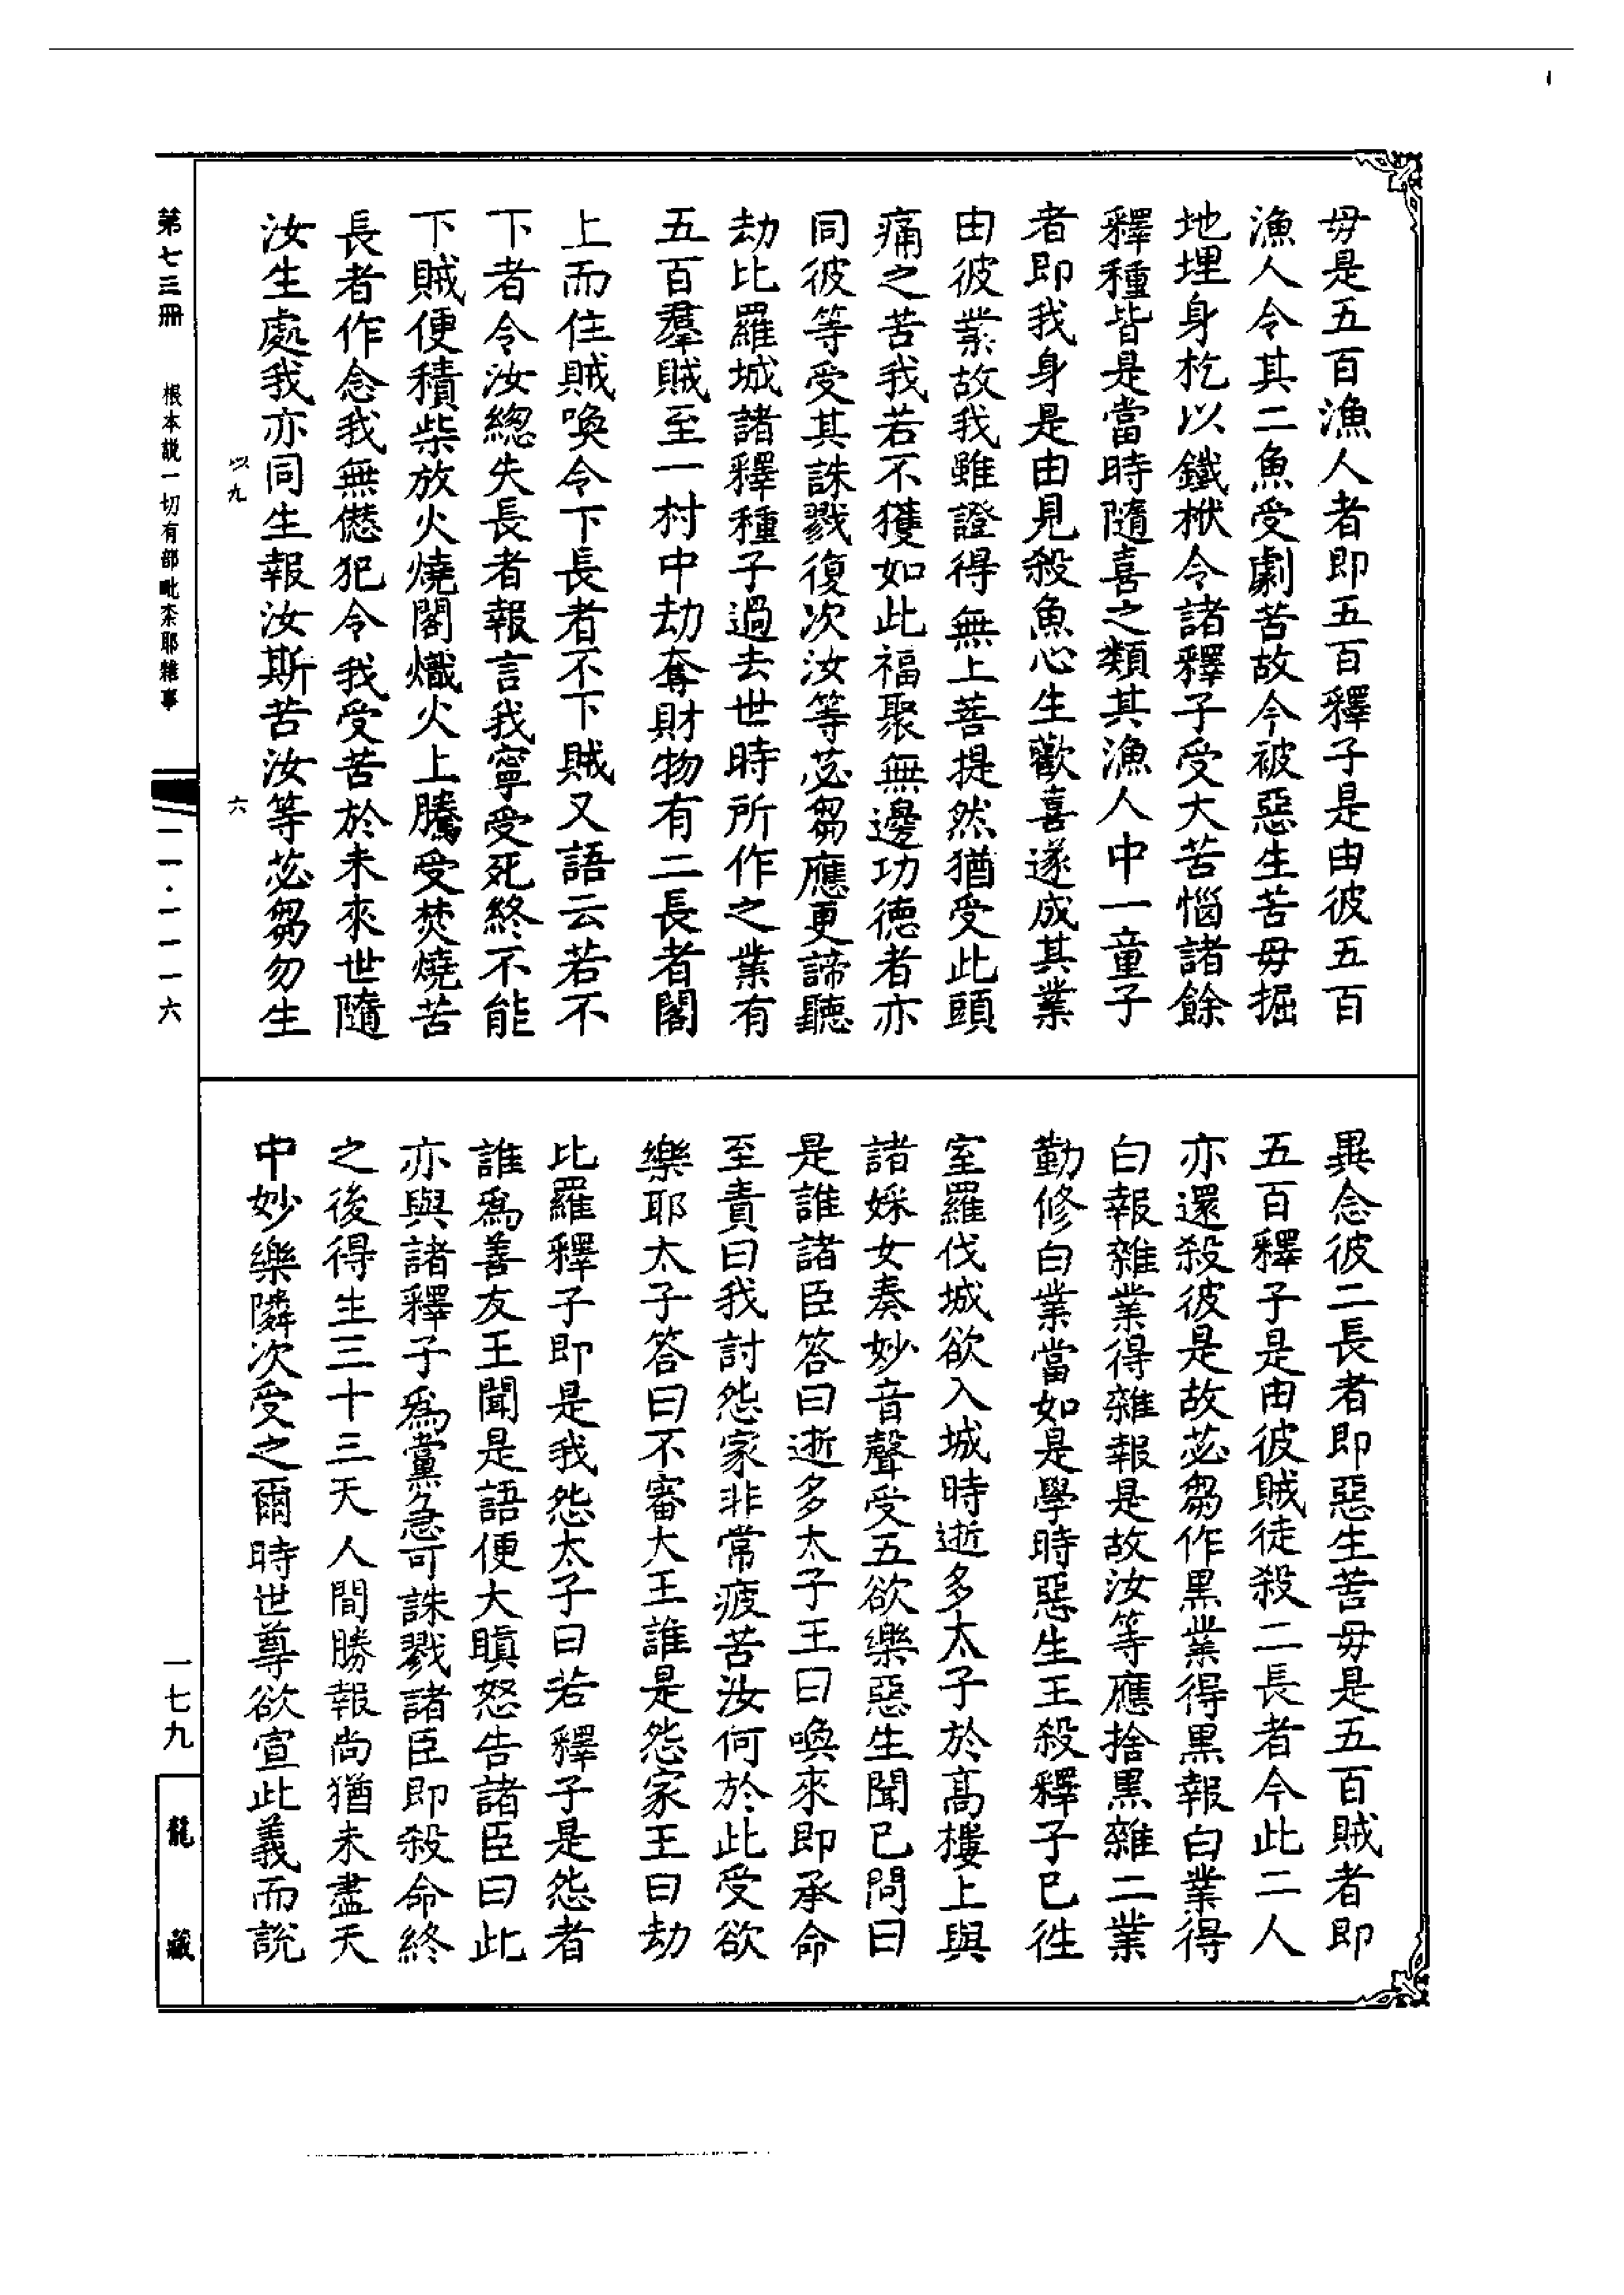 毋是五百漁人者即五百釋子是由彼五百
漁人令其二魚受劇苦故今被惡生苦毋掘
地埋身杚以鐵栿令諸釋子受大苦惱諸餘
釋種皆是當時隨喜之類其漁人中一童子
者即我身是由見殺魚心生歡喜遂成其業
由彼業故我雖證得無上菩提然猶受此頭
痛之苦我若不獲如此福聚無邊功德者亦
同彼等受其誅戮復次汝等苾芻應更諦聽
劫比羅城諸釋種子過去世時所作之業有
五百羣賊至一村中劫奪財物有二長者閣
上而住賊喚令下長者不下賊又語云若不
下者令汝總失長者報言我寧受死終不能
下賊便積柴放火燒閣熾火上騰受焚燒苦
長者作念我無𠎝犯令我受苦於未來世隨
汝生處我亦同生報汝斯苦汝等苾芻勿生
異念彼二長者即惡生苦毋是五百賊者即
五百釋子是由彼賊徒殺二長者今此二人
亦還殺彼是故苾芻作黑業得黑報白業得
白報雜業得雜報是故汝等應捨黑雜二業
勤修白業當如是學時惡生王殺釋子已徃
室羅伐城欲入城時逝多太子於高樓上與
諸婇女奏妙音聲受五欲樂惡生聞已問曰
是誰諸臣答曰逝多太子王曰喚來即承命
至責曰我討怨家非常疲苦汝何於此受欲
樂耶太子答曰不審大王誰是怨家王曰劫
比羅釋子即是我怨太子曰若釋子是怨者
誰爲善友王聞是語便大瞋怒告諸臣曰此
亦與諸釋子爲黨急可誅戮諸臣即殺命終
之後得生三十三天人間勝報尚猶未盡天
中妙樂隣次受之爾時世尊欲宣此義而說
四九
六
第七三冊
根本說一切有部毗奈耶雜事
一一·一一一六
一七九
龍藏